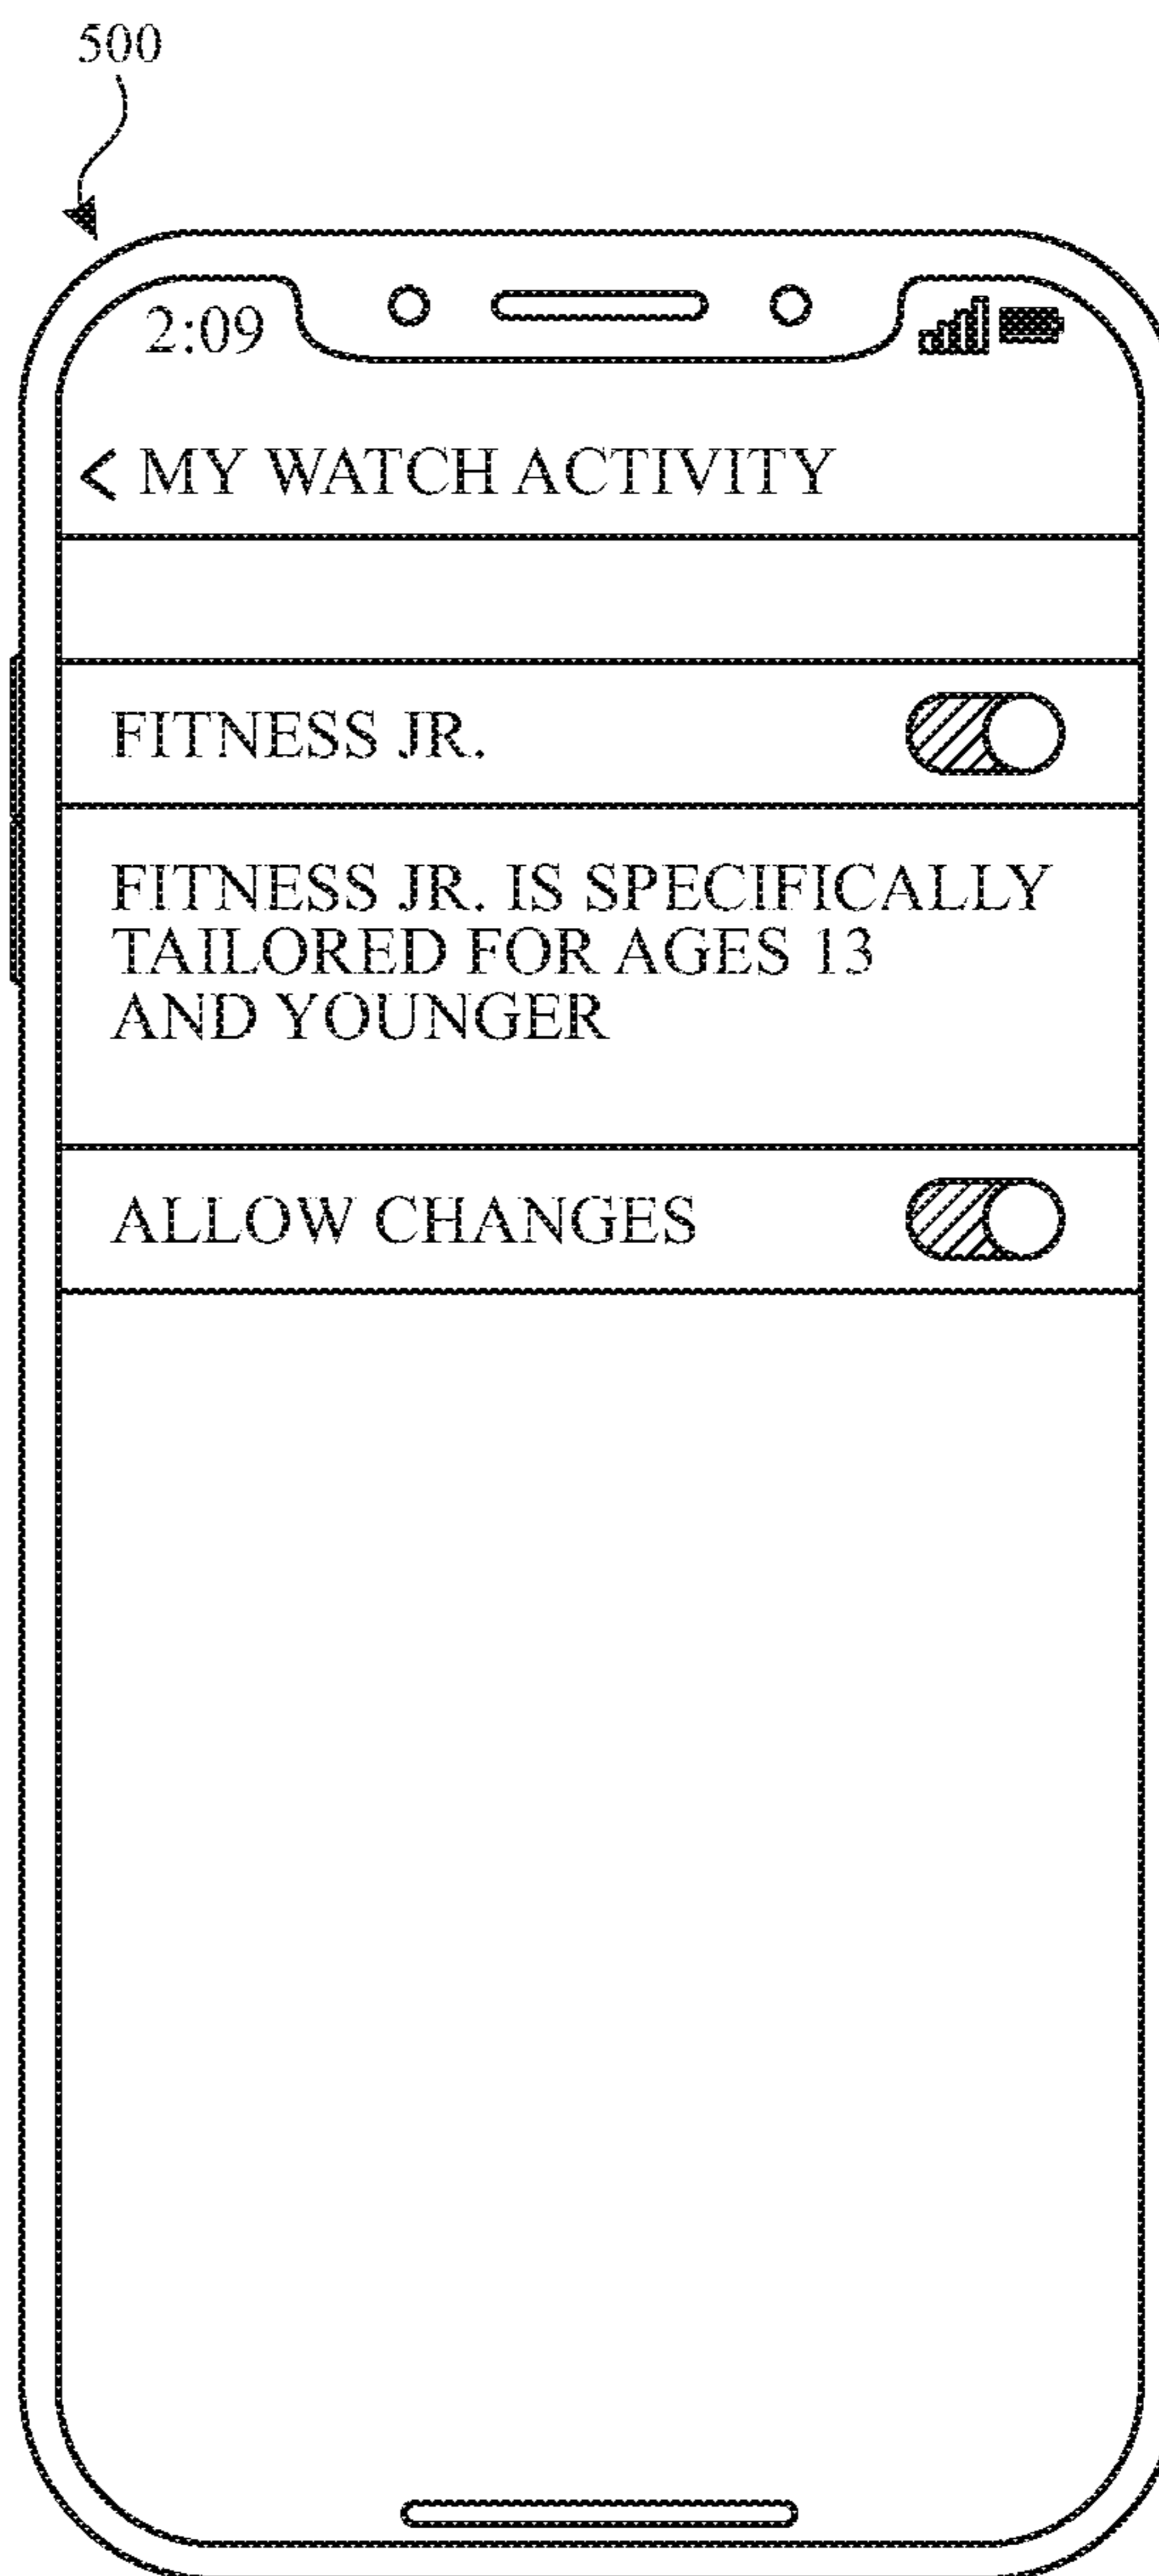 500
2:09
< MY WATCH ACTIVITY
FITNESS JR.
FITNESS JR. IS SPECIFICALLY
TAILORED FOR AGES 13
AND YOUNGER
ALLOW CHANGES